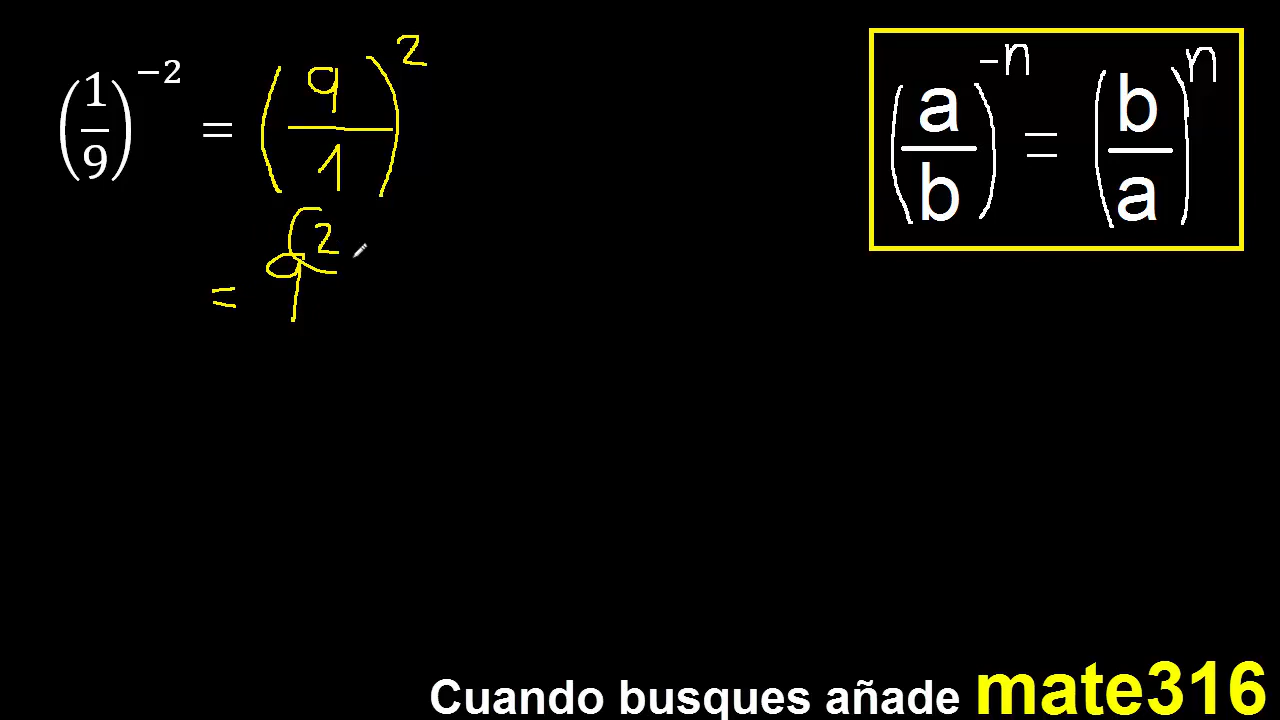 (1/9)^−2 = (9/1)^2
= 9^2
(a/b)^-n = (b/a)^n
Cuando busques añade mate316